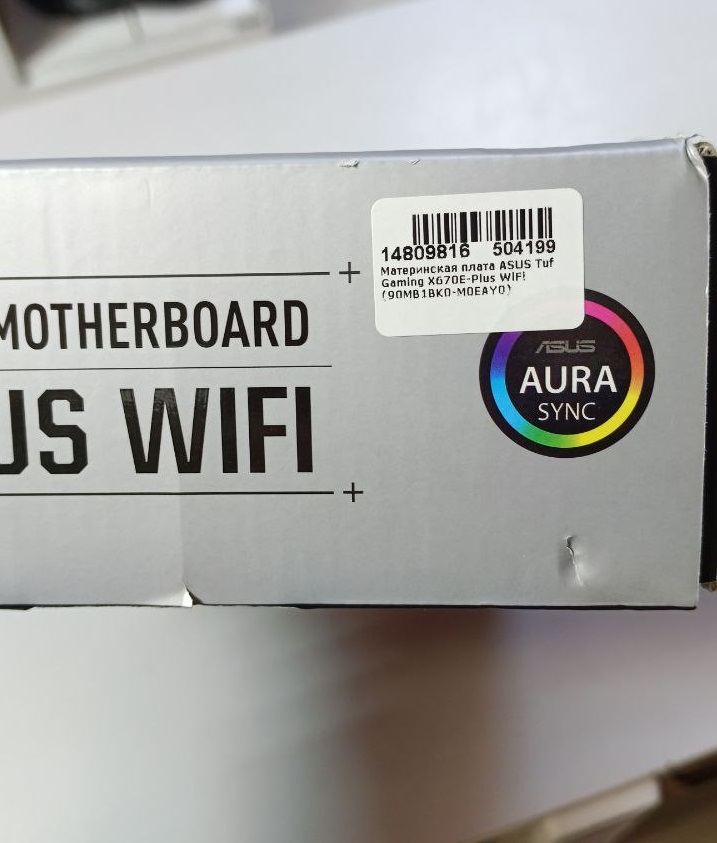 14809816 504199
Материнская плата ASUS Tuf
Gaming X670E-Plus WiFi
(90MB1BK0-M0EAY0)
MOTHERBOARD
US WIFI
ASUS
AURA
SYNC